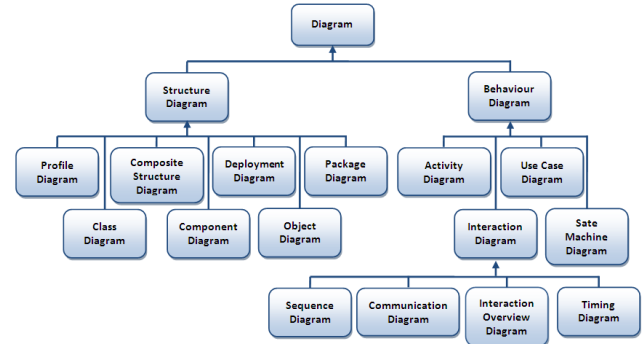 Diagram
Structure
Diagram
Behaviour
Diagram
Profile
Diagram
Composite
Structure
Diagram
Deployment
Diagram
Package
Diagram
Activity
Diagram
Use Case
Diagram
Class
Diagram
Component
Diagram
Object
Diagram
Interaction
Diagram
Sate
Machine
Diagram
Sequence
Diagram
Communication
Diagram
Interaction
Overview
Diagram
Timing
Diagram